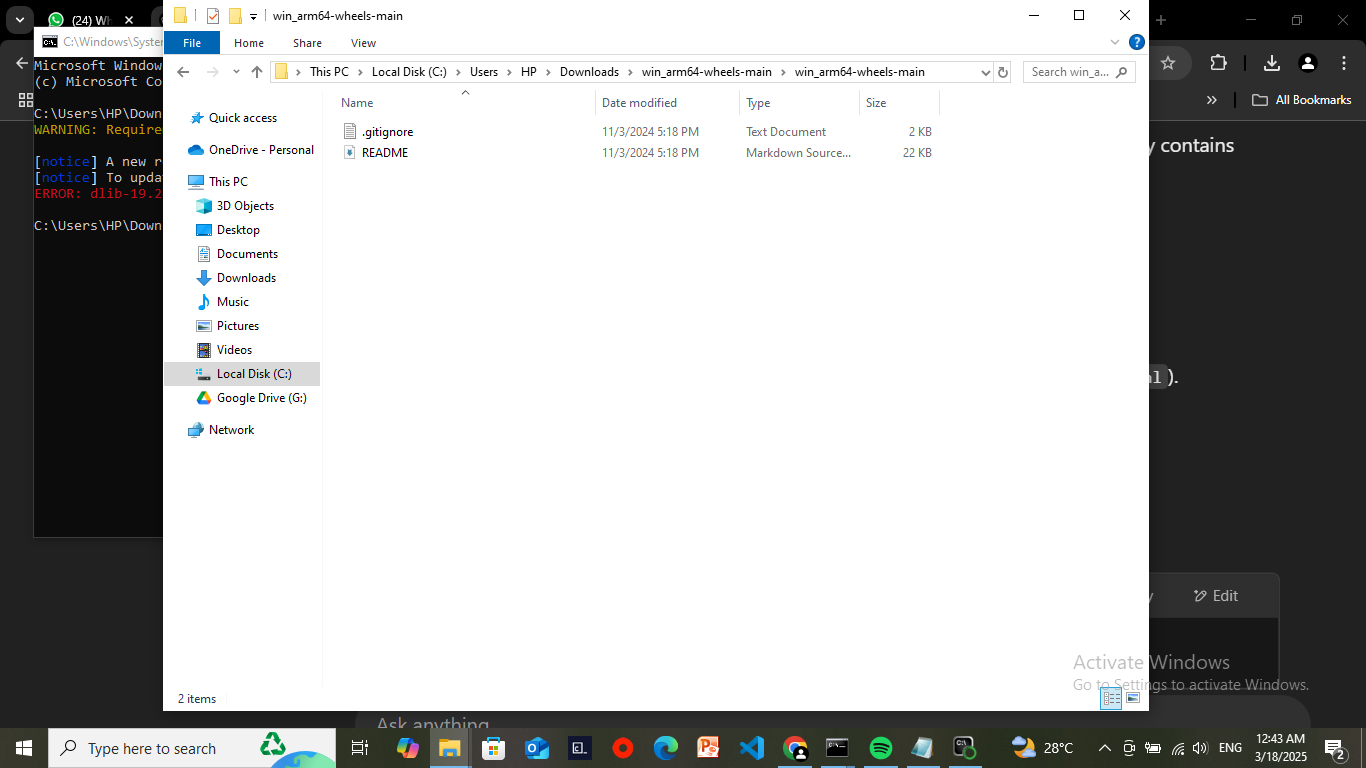 (24) Wh
win_arm64-wheels-main
C:\Windows\Syster
File Home Share View
This PC Local Disk (C:) Users HP Downloads win_arm64-wheels-main win_arm64-wheels-main
Search win_a...
All Bookmarks
Microsoft Window
(c) Microsoft Co
C:\Users\HP\Down
WARNING: Require
[notice] A new r
[notice] To upda
ERROR: dlib-19.2
C:\Users\HP\Down
Quick access
OneDrive - Personal
This PC
3D Objects
Desktop
Documents
Downloads
Music
Pictures
Videos
Local Disk (C:)
Google Drive (G:)
Network
Name Date modified Type Size
.gitignore 11/3/2024 5:18 PM Text Document 2 KB
README 11/3/2024 5:18 PM Markdown Source... 22 KB
y contains
).
Edit
Activate Windows
Go to Settings to activate Windows.
2 items
Ask anything
Type here to search
28°C
ENG
12:43 AM
3/18/2025
2